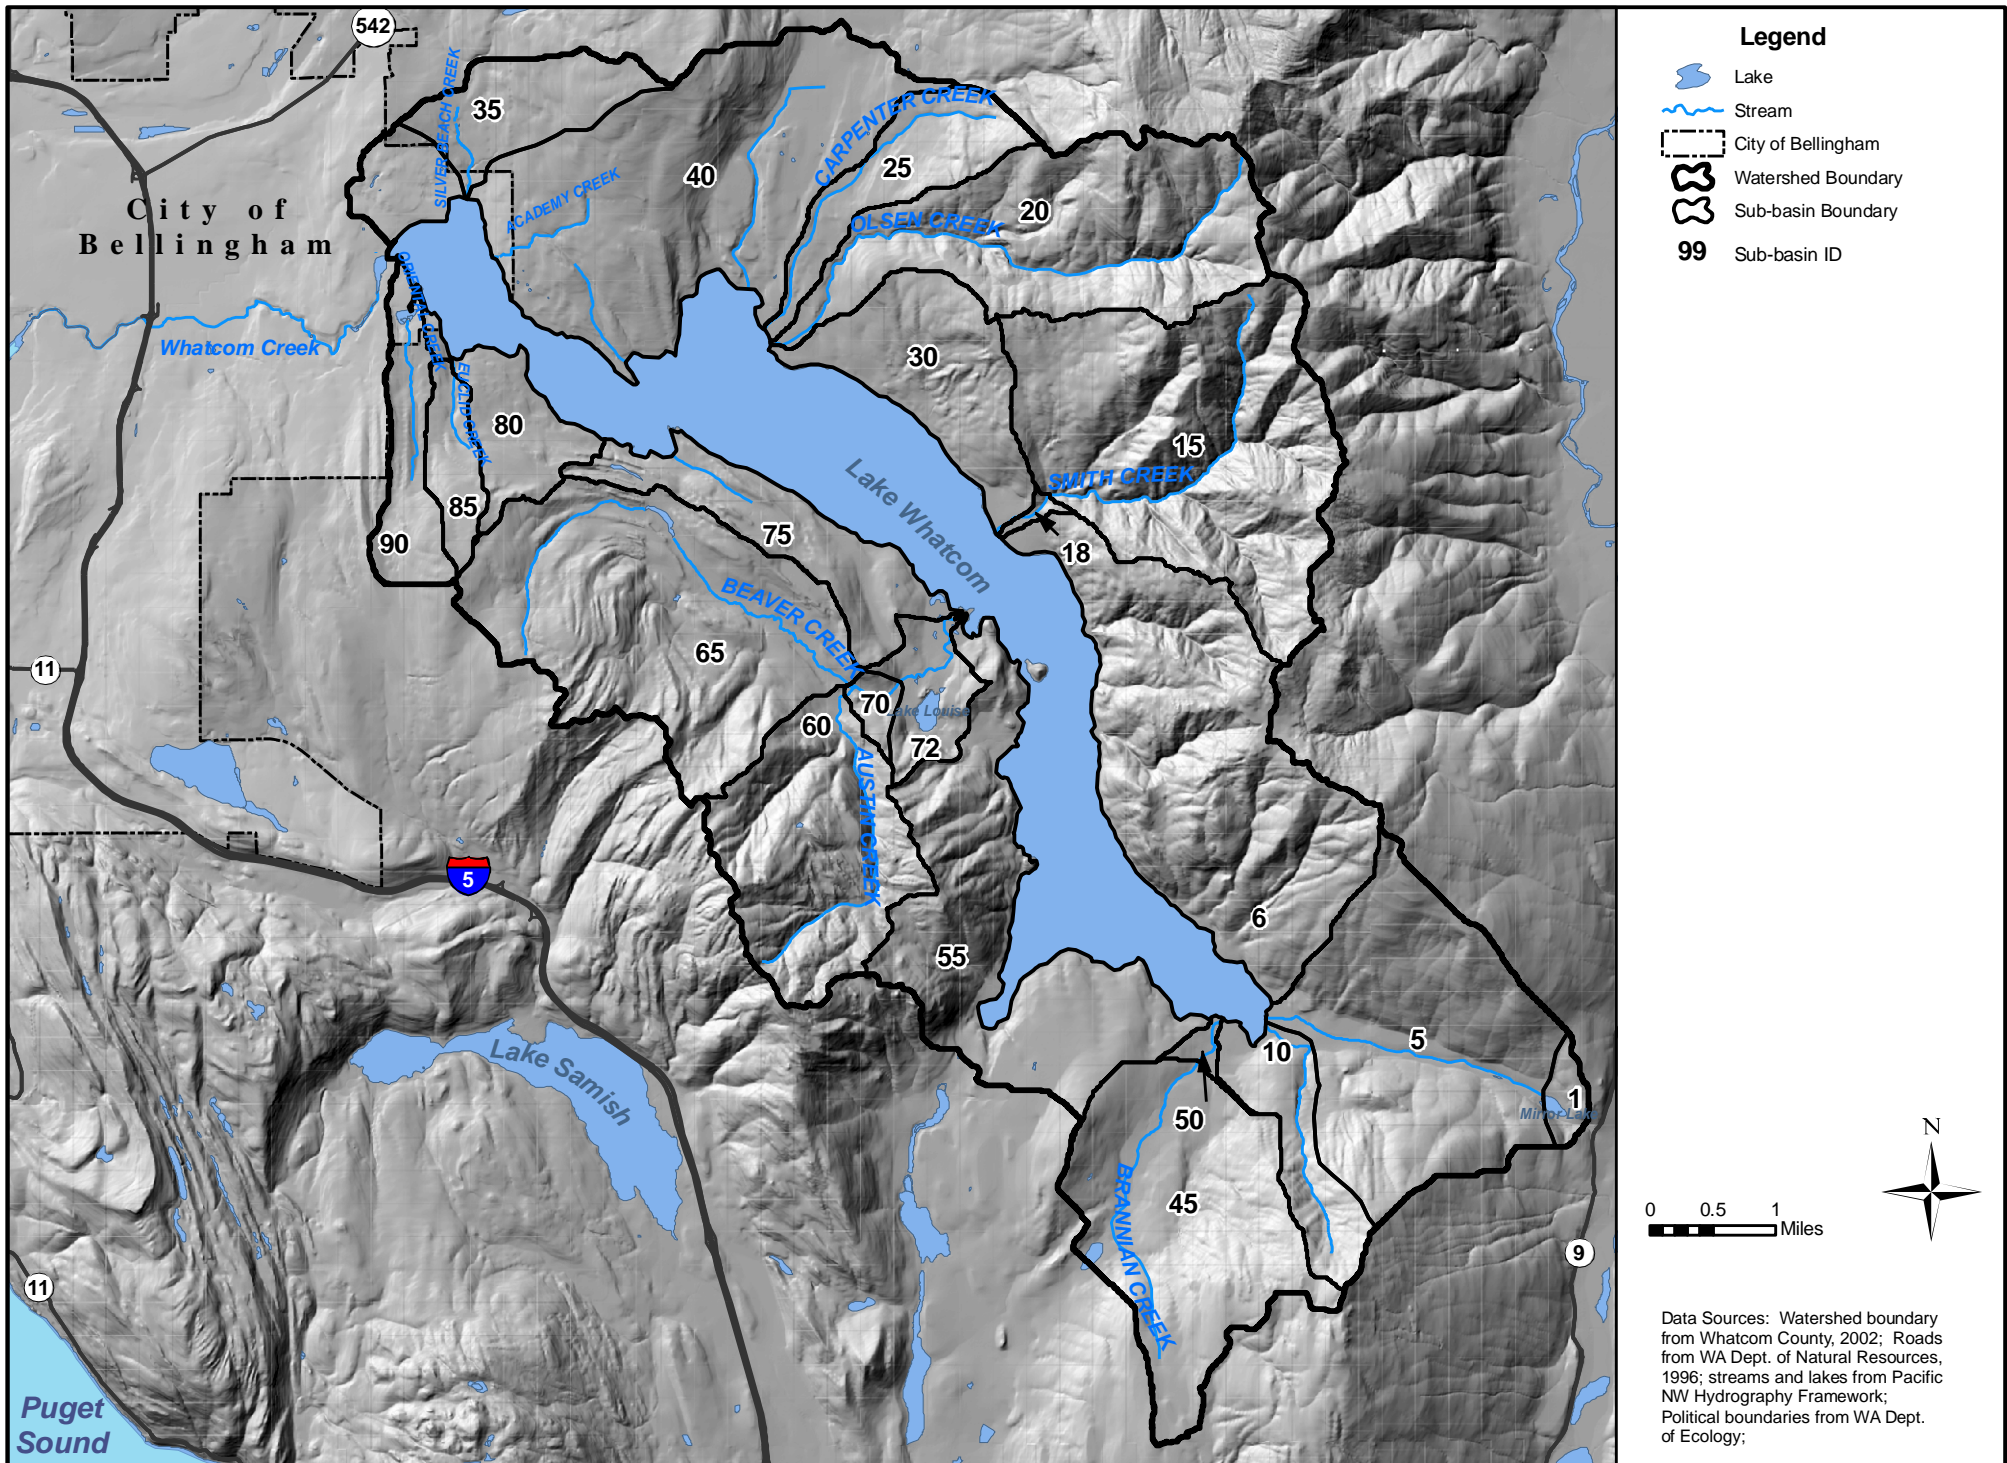 542
SILVER BEACH CREEK
35
CARPENTER CREEK
40
25
ACADEMY CREEK
20
OLSEN CREEK
City of
Bellingham
ORIENTAL CREEK
Whatcom Creek
30
EUCLID CREEK
80
15
SMITH CREEK
Lake Whatcom
85
75
90
18
BEAVER CREEK
65
11
70
Lake Louise
60
72
AUSTIN CREEK
5
6
55
Lake Samish
5
10
1
Mirror Lake
50
45
BRANNIAN CREEK
9
11
Puget
Sound
Legend
Lake
Stream
City of Bellingham
Watershed Boundary
Sub-basin Boundary
99 Sub-basin ID
N
0 0.5 1
Miles
Data Sources: Watershed boundary
from Whatcom County, 2002; Roads
from WA Dept. of Natural Resources,
1996; streams and lakes from Pacific
NW Hydrography Framework;
Political boundaries from WA Dept.
of Ecology;